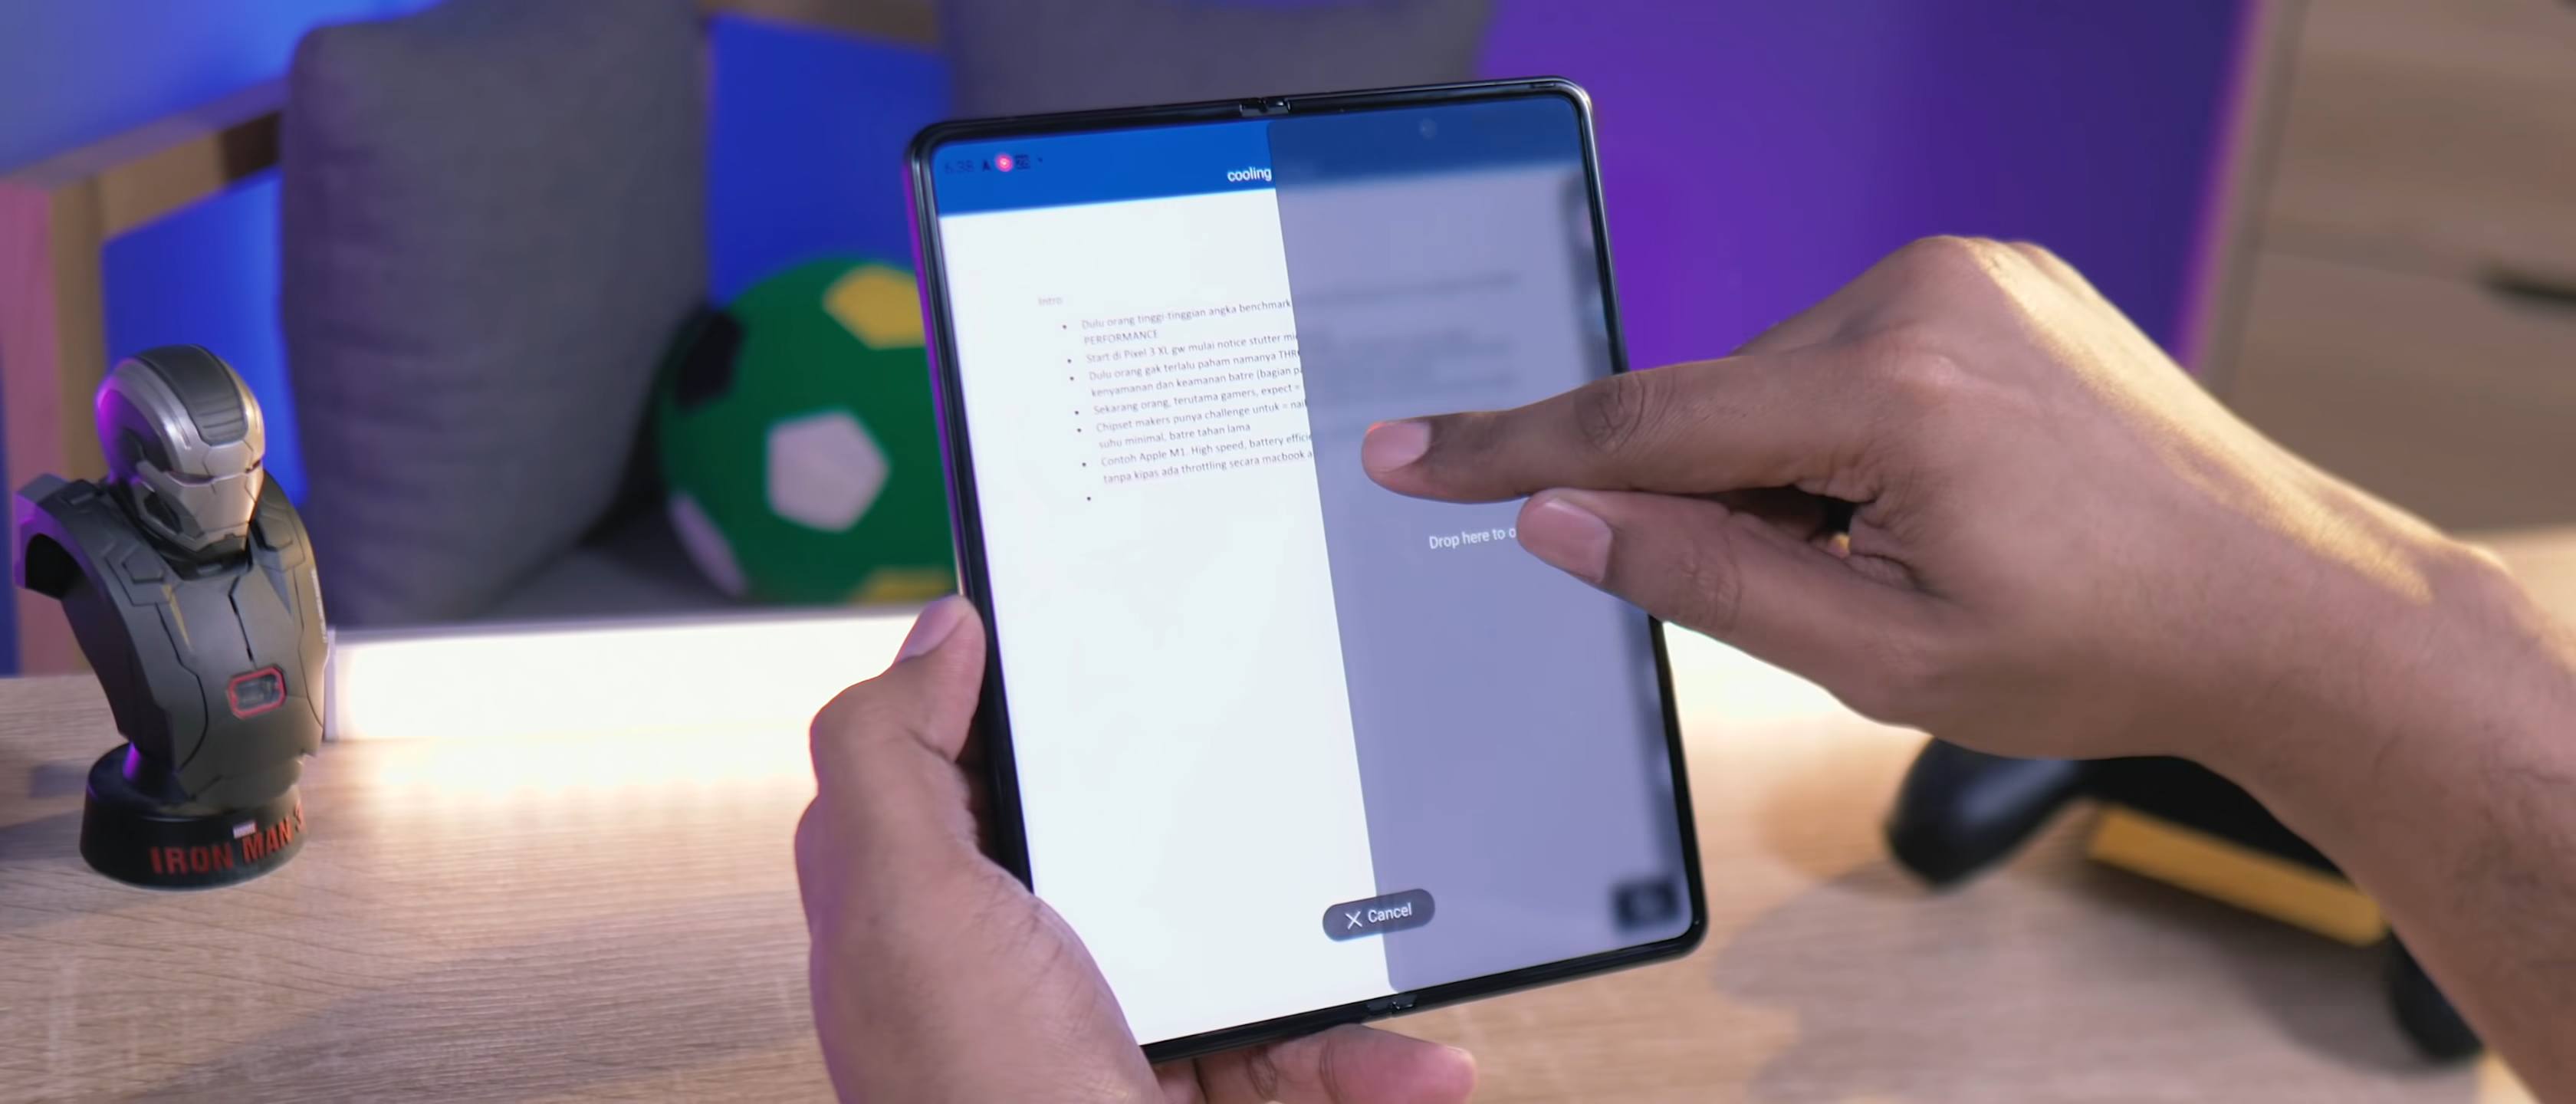 6:38
cooling
Intro
Dulu orang tinggi-tinggian angka benchmark
PERFORMANCE
Start di Pixel 3 XL gw mulai notice stutter
Dulu orang gak terlalu paham namanya
kenyamanan dan keamanan batre (bagian
Sekarang orang, terutama gamers, expect =
Chipset makers punya challenge untuk =
suhu minimal, batre tahan lama
Contoh Apple M1. High speed, battery
tanpa kipas ada throttling secara macbook
Drop here to
Cancel
IRON MAN 3